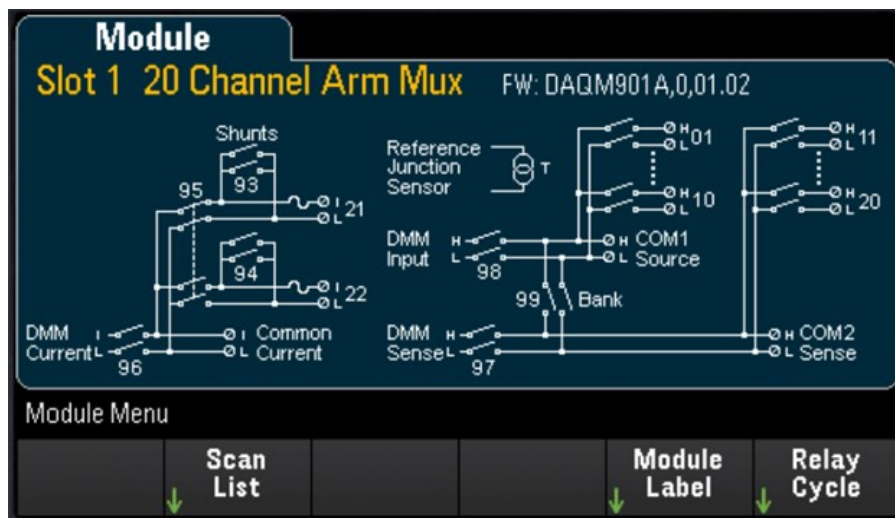 Module
Slot 1 20 Channel Arm Mux FW: DAQM901A,0,01.02
Shunts
93
95
I
L 21
94
I
L 22
DMM I
Current L
96
I Common
L Current
Reference
Junction
Sensor
T
H 01
L
H 10
L
H 11
L
H 20
L
DMM H
Input L
98
H COM1
L Source
99 Bank
DMM H
Sense L
97
H COM2
L Sense
Module Menu
Scan
List
Module
Label
Relay
Cycle